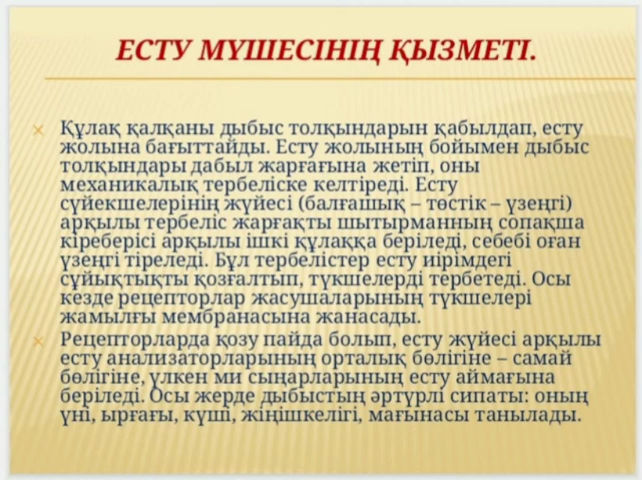 ЕСТУ МҮШЕСІНІҢ ҚЫЗМЕТІ.
Құлақ қалқаны дыбыс толқындарын қабылдап, есту
жолына бағыттайды. Есту жолының бойымен дыбыс
толқындары дабыл жарғағына жетіп, оны
механикалық тербеліске келтіреді. Есту
сүйекшелерінің жүйесі (балғашық – төстік – үзеңгі)
арқылы тербеліс жарғақты шытырманның сопақша
кіреберісі арқылы ішкі құлаққа беріледі, себебі оған
үзеңгі тіреледі. Бұл тербелістер есту иірімдегі
сұйықтықты қозғалтып, түкшелерді тербетеді. Осы
кезде рецепторлар жасушаларының түкшелері
жамылғы мембранасына жанасады.
Рецепторларда қозу пайда болып, есту жүйесі арқылы
есту анализаторларының орталық бөлігіне – самай
бөлігіне, үлкен ми сыңарларының есту аймағына
беріледі. Осы жерде дыбыстың әртүрлі сипаты: оның
үні, ырғағы, күші, жіңішкелігі, мағынасы танылады.